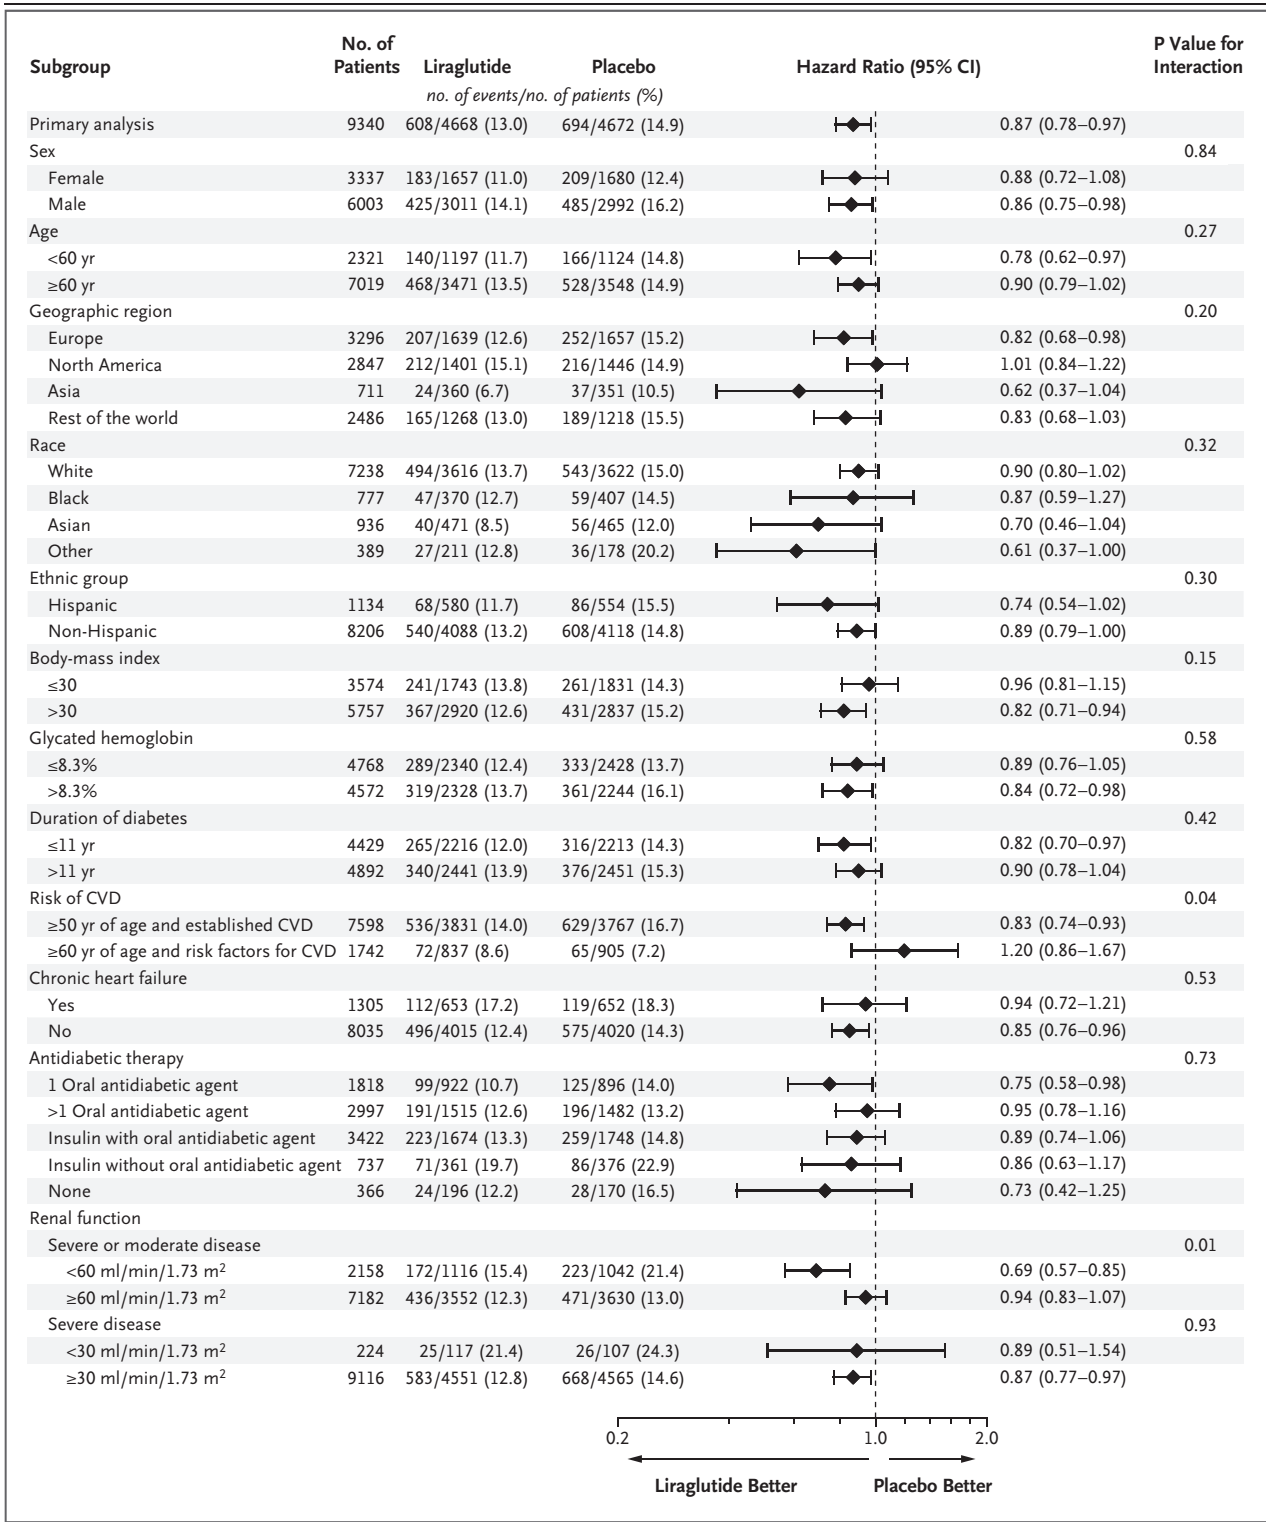 No. of P Value for
Subgroup Patients Liraglutide Placebo Hazard Ratio (95% CI) Interaction
no. of events/no. of patients (%)
Primary analysis 9340 608/4668 (13.0) 694/4672 (14.9) 0.87 (0.78–0.97)
Sex 0.84
Female 3337 183/1657 (11.0) 209/1680 (12.4) 0.88 (0.72–1.08)
Male 6003 425/3011 (14.1) 485/2992 (16.2) 0.86 (0.75–0.98)
Age 0.27
<60 yr 2321 140/1197 (11.7) 166/1124 (14.8) 0.78 (0.62–0.97)
≥60 yr 7019 468/3471 (13.5) 528/3548 (14.9) 0.90 (0.79–1.02)
Geographic region 0.20
Europe 3296 207/1639 (12.6) 252/1657 (15.2) 0.82 (0.68–0.98)
North America 2847 212/1401 (15.1) 216/1446 (14.9) 1.01 (0.84–1.22)
Asia 711 24/360 (6.7) 37/351 (10.5) 0.62 (0.37–1.04)
Rest of the world 2486 165/1268 (13.0) 189/1218 (15.5) 0.83 (0.68–1.03)
Race 0.32
White 7238 494/3616 (13.7) 543/3622 (15.0) 0.90 (0.80–1.02)
Black 777 47/370 (12.7) 59/407 (14.5) 0.87 (0.59–1.27)
Asian 936 40/471 (8.5) 56/465 (12.0) 0.70 (0.46–1.04)
Other 389 27/211 (12.8) 36/178 (20.2) 0.61 (0.37–1.00)
Ethnic group 0.30
Hispanic 1134 68/580 (11.7) 86/554 (15.5) 0.74 (0.54–1.02)
Non-Hispanic 8206 540/4088 (13.2) 608/4118 (14.8) 0.89 (0.79–1.00)
Body-mass index 0.15
≤30 3574 241/1743 (13.8) 261/1831 (14.3) 0.96 (0.81–1.15)
>30 5757 367/2920 (12.6) 431/2837 (15.2) 0.82 (0.71–0.94)
Glycated hemoglobin 0.58
≤8.3% 4768 289/2340 (12.4) 333/2428 (13.7) 0.89 (0.76–1.05)
>8.3% 4572 319/2328 (13.7) 361/2244 (16.1) 0.84 (0.72–0.98)
Duration of diabetes 0.42
≤11 yr 4429 265/2216 (12.0) 316/2213 (14.3) 0.82 (0.70–0.97)
>11 yr 4892 340/2441 (13.9) 376/2451 (15.3) 0.90 (0.78–1.04)
Risk of CVD 0.04
≥50 yr of age and established CVD 7598 536/3831 (14.0) 629/3767 (16.7) 0.83 (0.74–0.93)
≥60 yr of age and risk factors for CVD 1742 72/837 (8.6) 65/905 (7.2) 1.20 (0.86–1.67)
Chronic heart failure 0.53
Yes 1305 112/653 (17.2) 119/652 (18.3) 0.94 (0.72–1.21)
No 8035 496/4015 (12.4) 575/4020 (14.3) 0.85 (0.76–0.96)
Antidiabetic therapy 0.73
1 Oral antidiabetic agent 1818 99/922 (10.7) 125/896 (14.0) 0.75 (0.58–0.98)
>1 Oral antidiabetic agent 2997 191/1515 (12.6) 196/1482 (13.2) 0.95 (0.78–1.16)
Insulin with oral antidiabetic agent 3422 223/1674 (13.3) 259/1748 (14.8) 0.89 (0.74–1.06)
Insulin without oral antidiabetic agent 737 71/361 (19.7) 86/376 (22.9) 0.86 (0.63–1.17)
None 366 24/196 (12.2) 28/170 (16.5) 0.73 (0.42–1.25)
Renal function
Severe or moderate disease 0.01
<60 ml/min/1.73 m² 2158 172/1116 (15.4) 223/1042 (21.4) 0.69 (0.57–0.85)
≥60 ml/min/1.73 m² 7182 436/3552 (12.3) 471/3630 (13.0) 0.94 (0.83–1.07)
Severe disease 0.93
<30 ml/min/1.73 m² 224 25/117 (21.4) 26/107 (24.3) 0.89 (0.51–1.54)
≥30 ml/min/1.73 m² 9116 583/4551 (12.8) 668/4565 (14.6) 0.87 (0.77–0.97)
0.2 1.0 2.0
Liraglutide Better Placebo Better